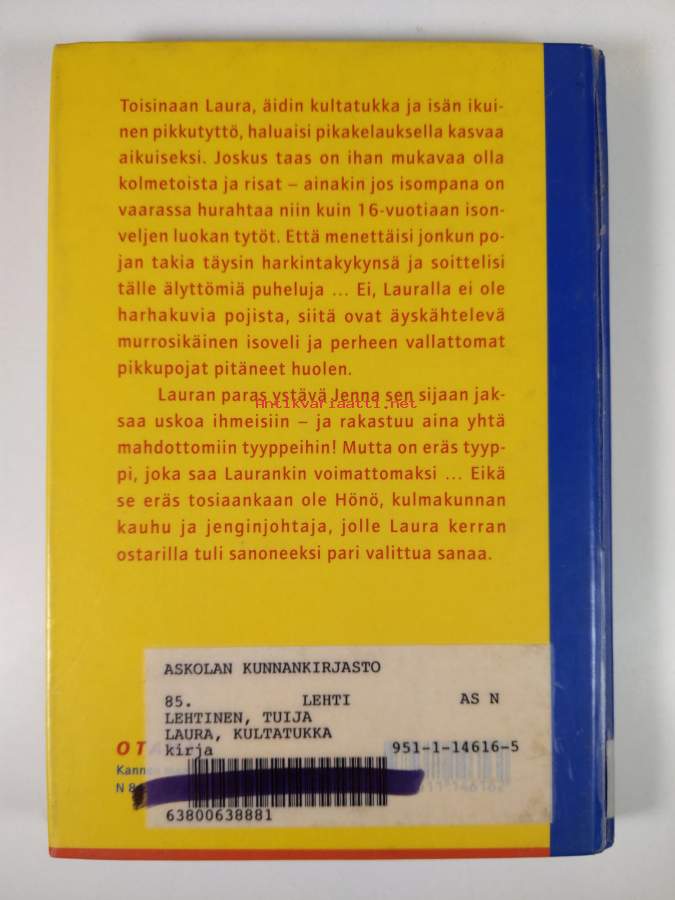 Toisinaan Laura, äidin kultatukka ja isän ikui-
nen pikkutyttö, haluaisi pikakelauksella kasvaa
aikuiseksi. Joskus taas on ihan mukavaa olla
kolmetoista ja risat – ainakin jos isompana on
vaarassa hurahtaa niin kuin 16-vuotiaan ison-
veljen luokan tytöt. Että menettäisi jonkun po-
jan takia täysin harkintakykynsä ja soittelisi
tälle älyttömiä puheluja ... Ei, Lauralla ei ole
harhakuvia pojista, siitä ovat äyskähtelevä
murrosikäinen isoveli ja perheen vallattomat
pikkupojat pitäneet huolen.
Lauran paras ystävä Jenna sen sijaan jak-
Antikvariaatti.net
saa uskoa ihmeisiin – ja rakastuu aina yhtä
mahdottomiin tyyppeihin! Mutta on eräs tyyp-
pi, joka saa Laurankin voimattomaksi ... Eikä
se eräs tosiaankaan ole Hönö, kulmakunnan
kauhu ja jenginjohtaja, jolle Laura kerran
ostarilla tuli sanoneeksi pari valittua sanaa.
ASKOLAN KUNNANKIRJASTO
85. LEHTI AS N
LEHTINEN, TUIJA
LAURA, KULTATUKKA
kirja 951-1-14616-5
63800638881